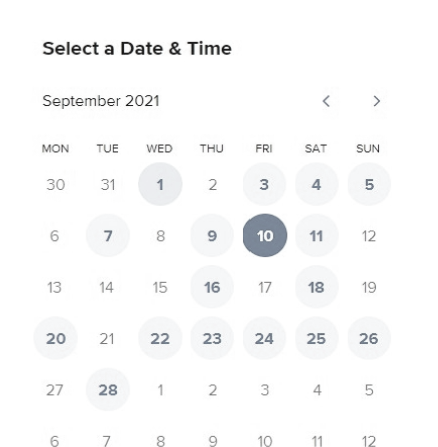 Select a Date & Time
September 2021
MON TUE WED THU FRI SAT SUN
30 31 1 2 3 4 5
6 7 8 9 10 11 12
13 14 15 16 17 18 19
20 21 22 23 24 25 26
27 28 1 2 3 4 5
6 7 8 9 10 11 12